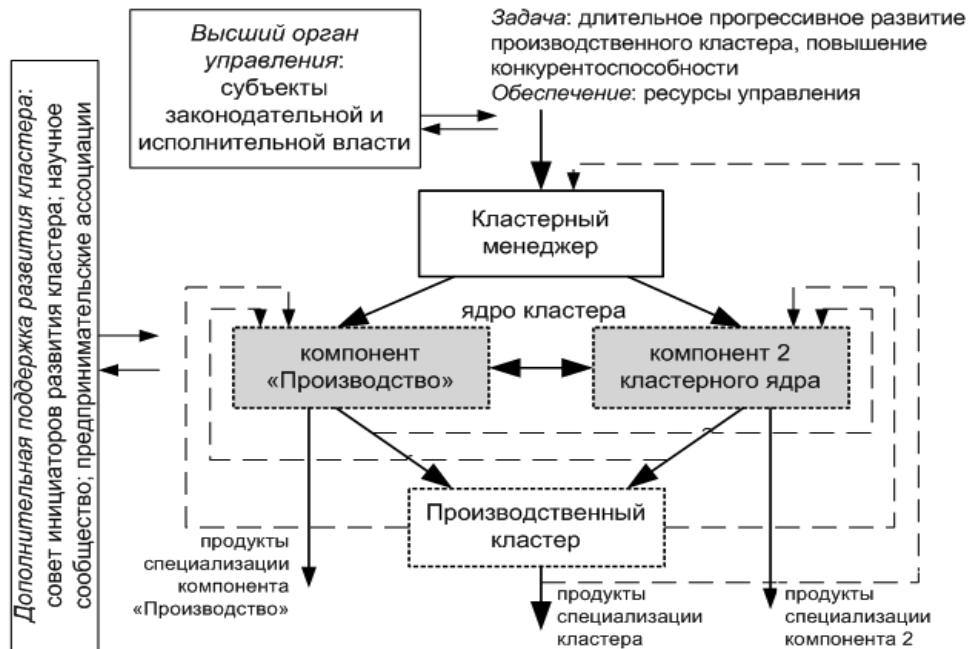 Дополнительная поддержка развития кластера:
совет инициаторов развития кластера; научное
сообщество; предпринимательские ассоциации
Высший орган
управления:
субъекты
законодательной и
исполнительной власти
Задача: длительное прогрессивное развитие
производственного кластера, повышение
конкурентоспособности
Обеспечение: ресурсы управления
Кластерный
менеджер
ядро кластера
компонент
«Производство»
компонент 2
кластерного ядра
Производственный
кластер
продукты
специализации
компонента
«Производство»
продукты
специализации
кластера
продукты
специализации
компонента 2